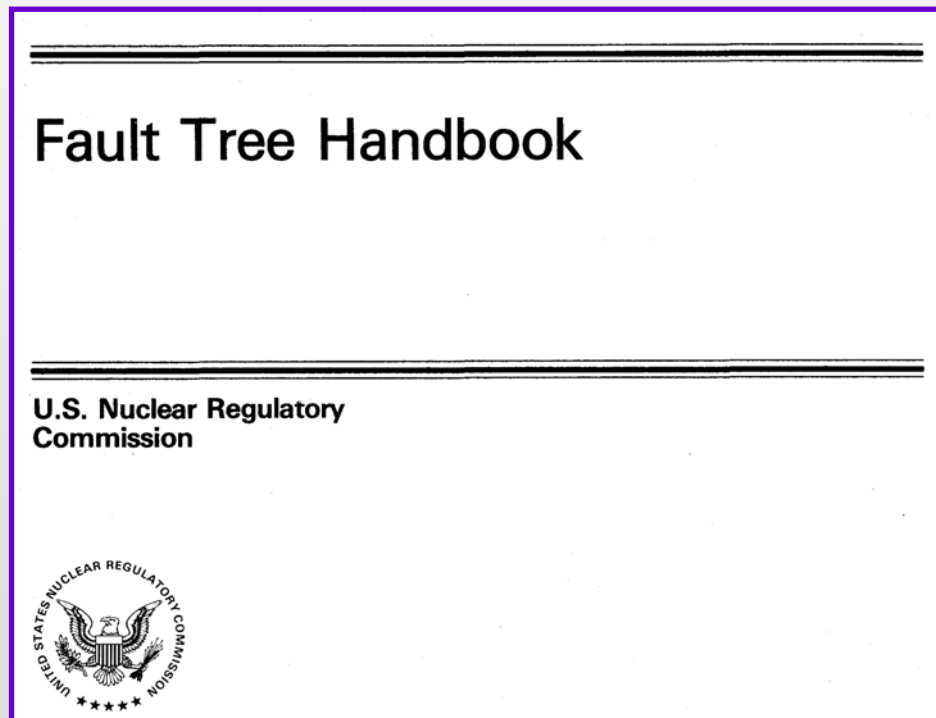 Fault Tree Handbook
U.S. Nuclear Regulatory
Commission
UNITED STATES NUCLEAR REGULATORY COMMISSION